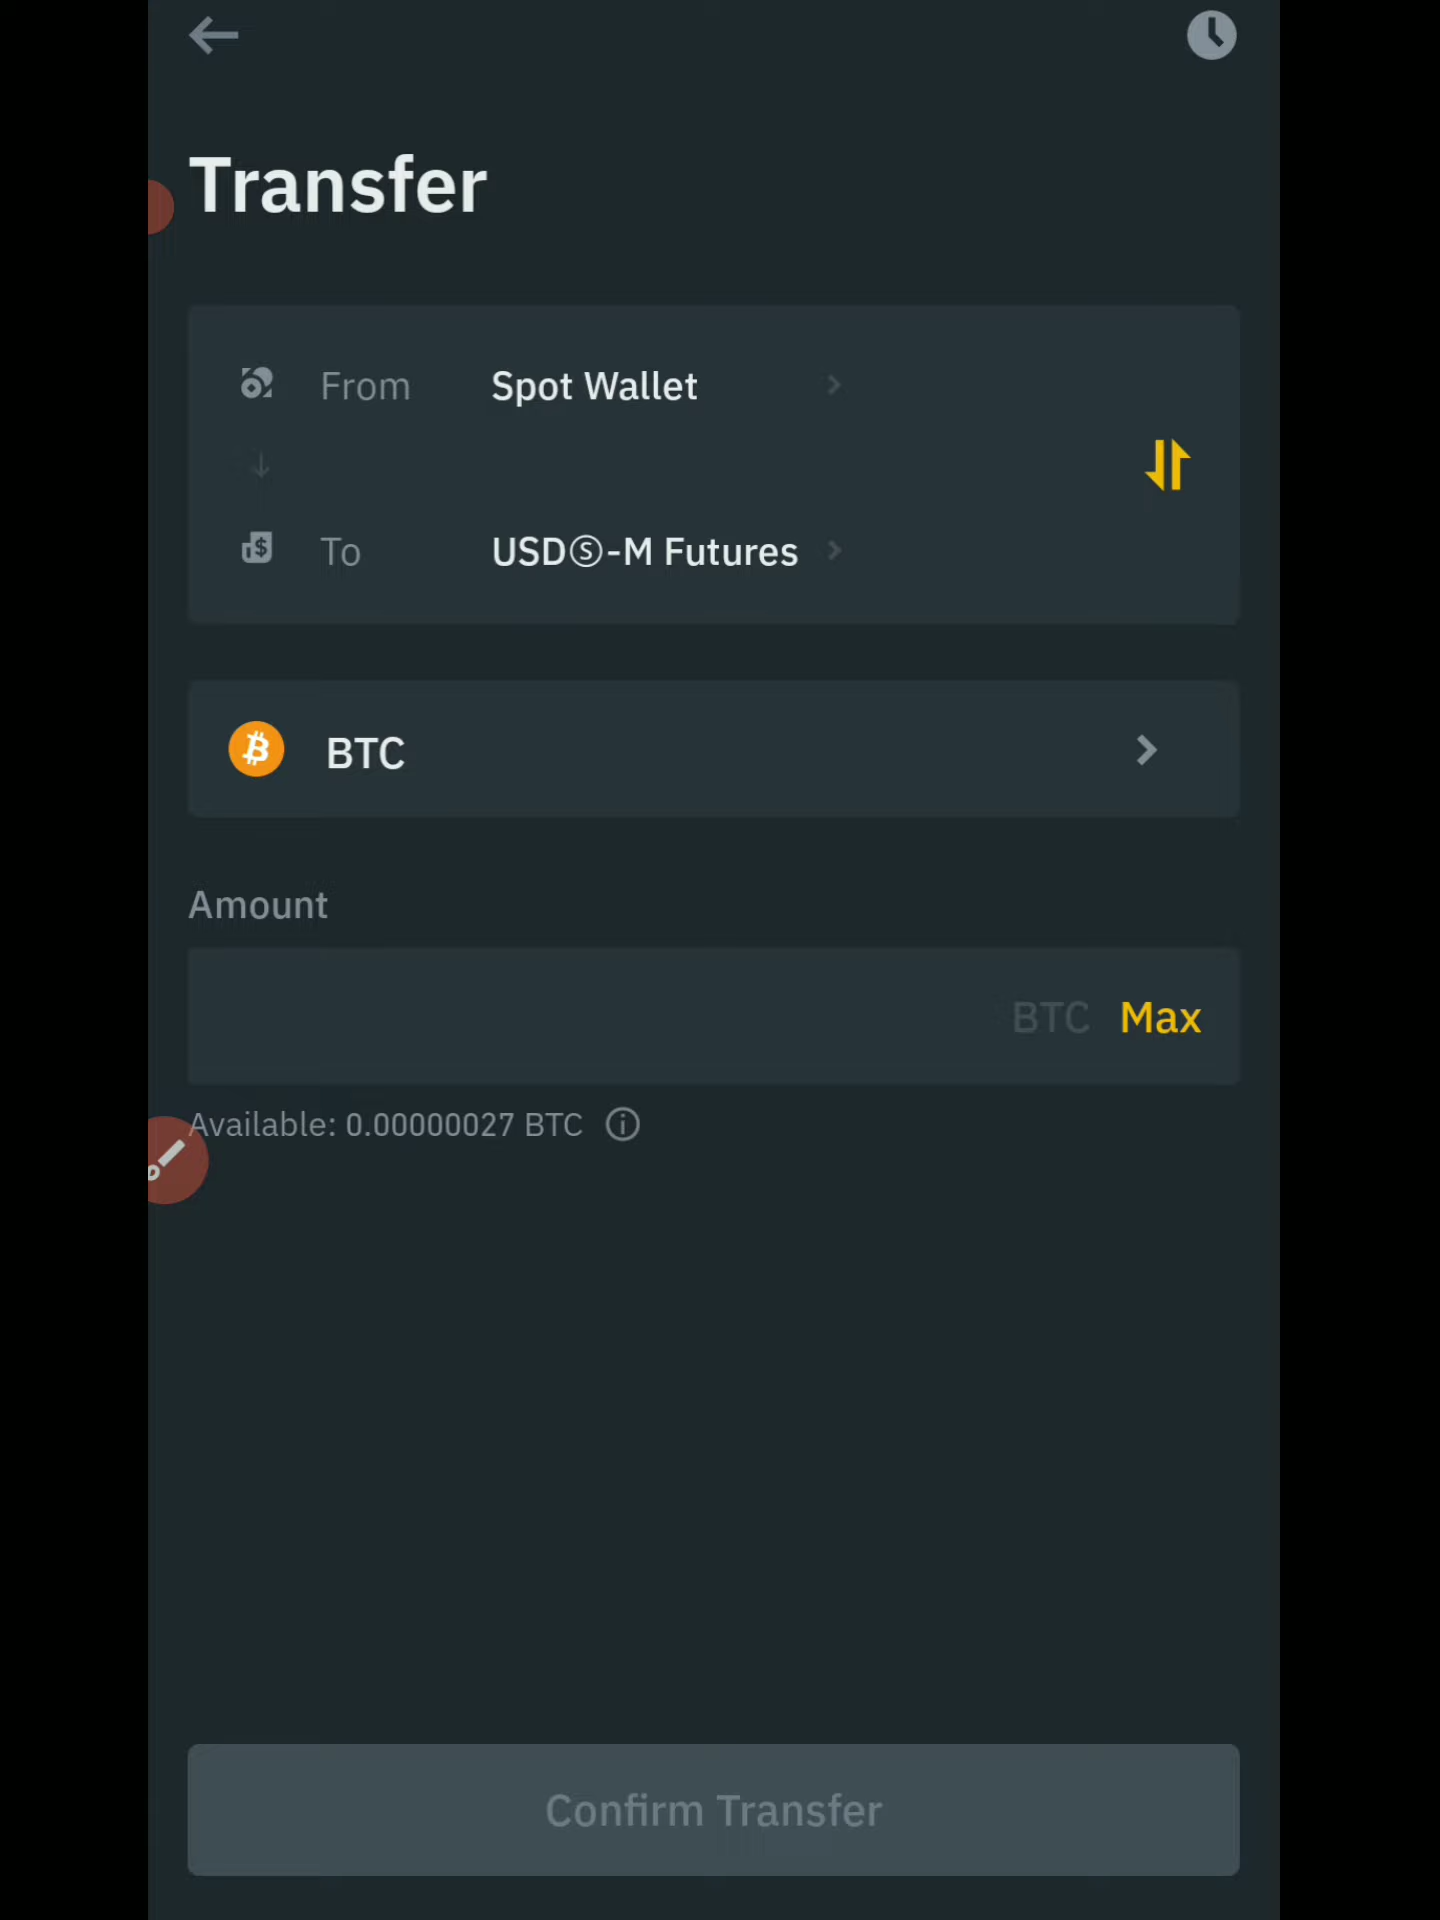 Transfer
From Spot Wallet
To USDⓈ-M Futures
BTC
Amount
BTC Max
Available: 0.00000027 BTC
Confirm Transfer